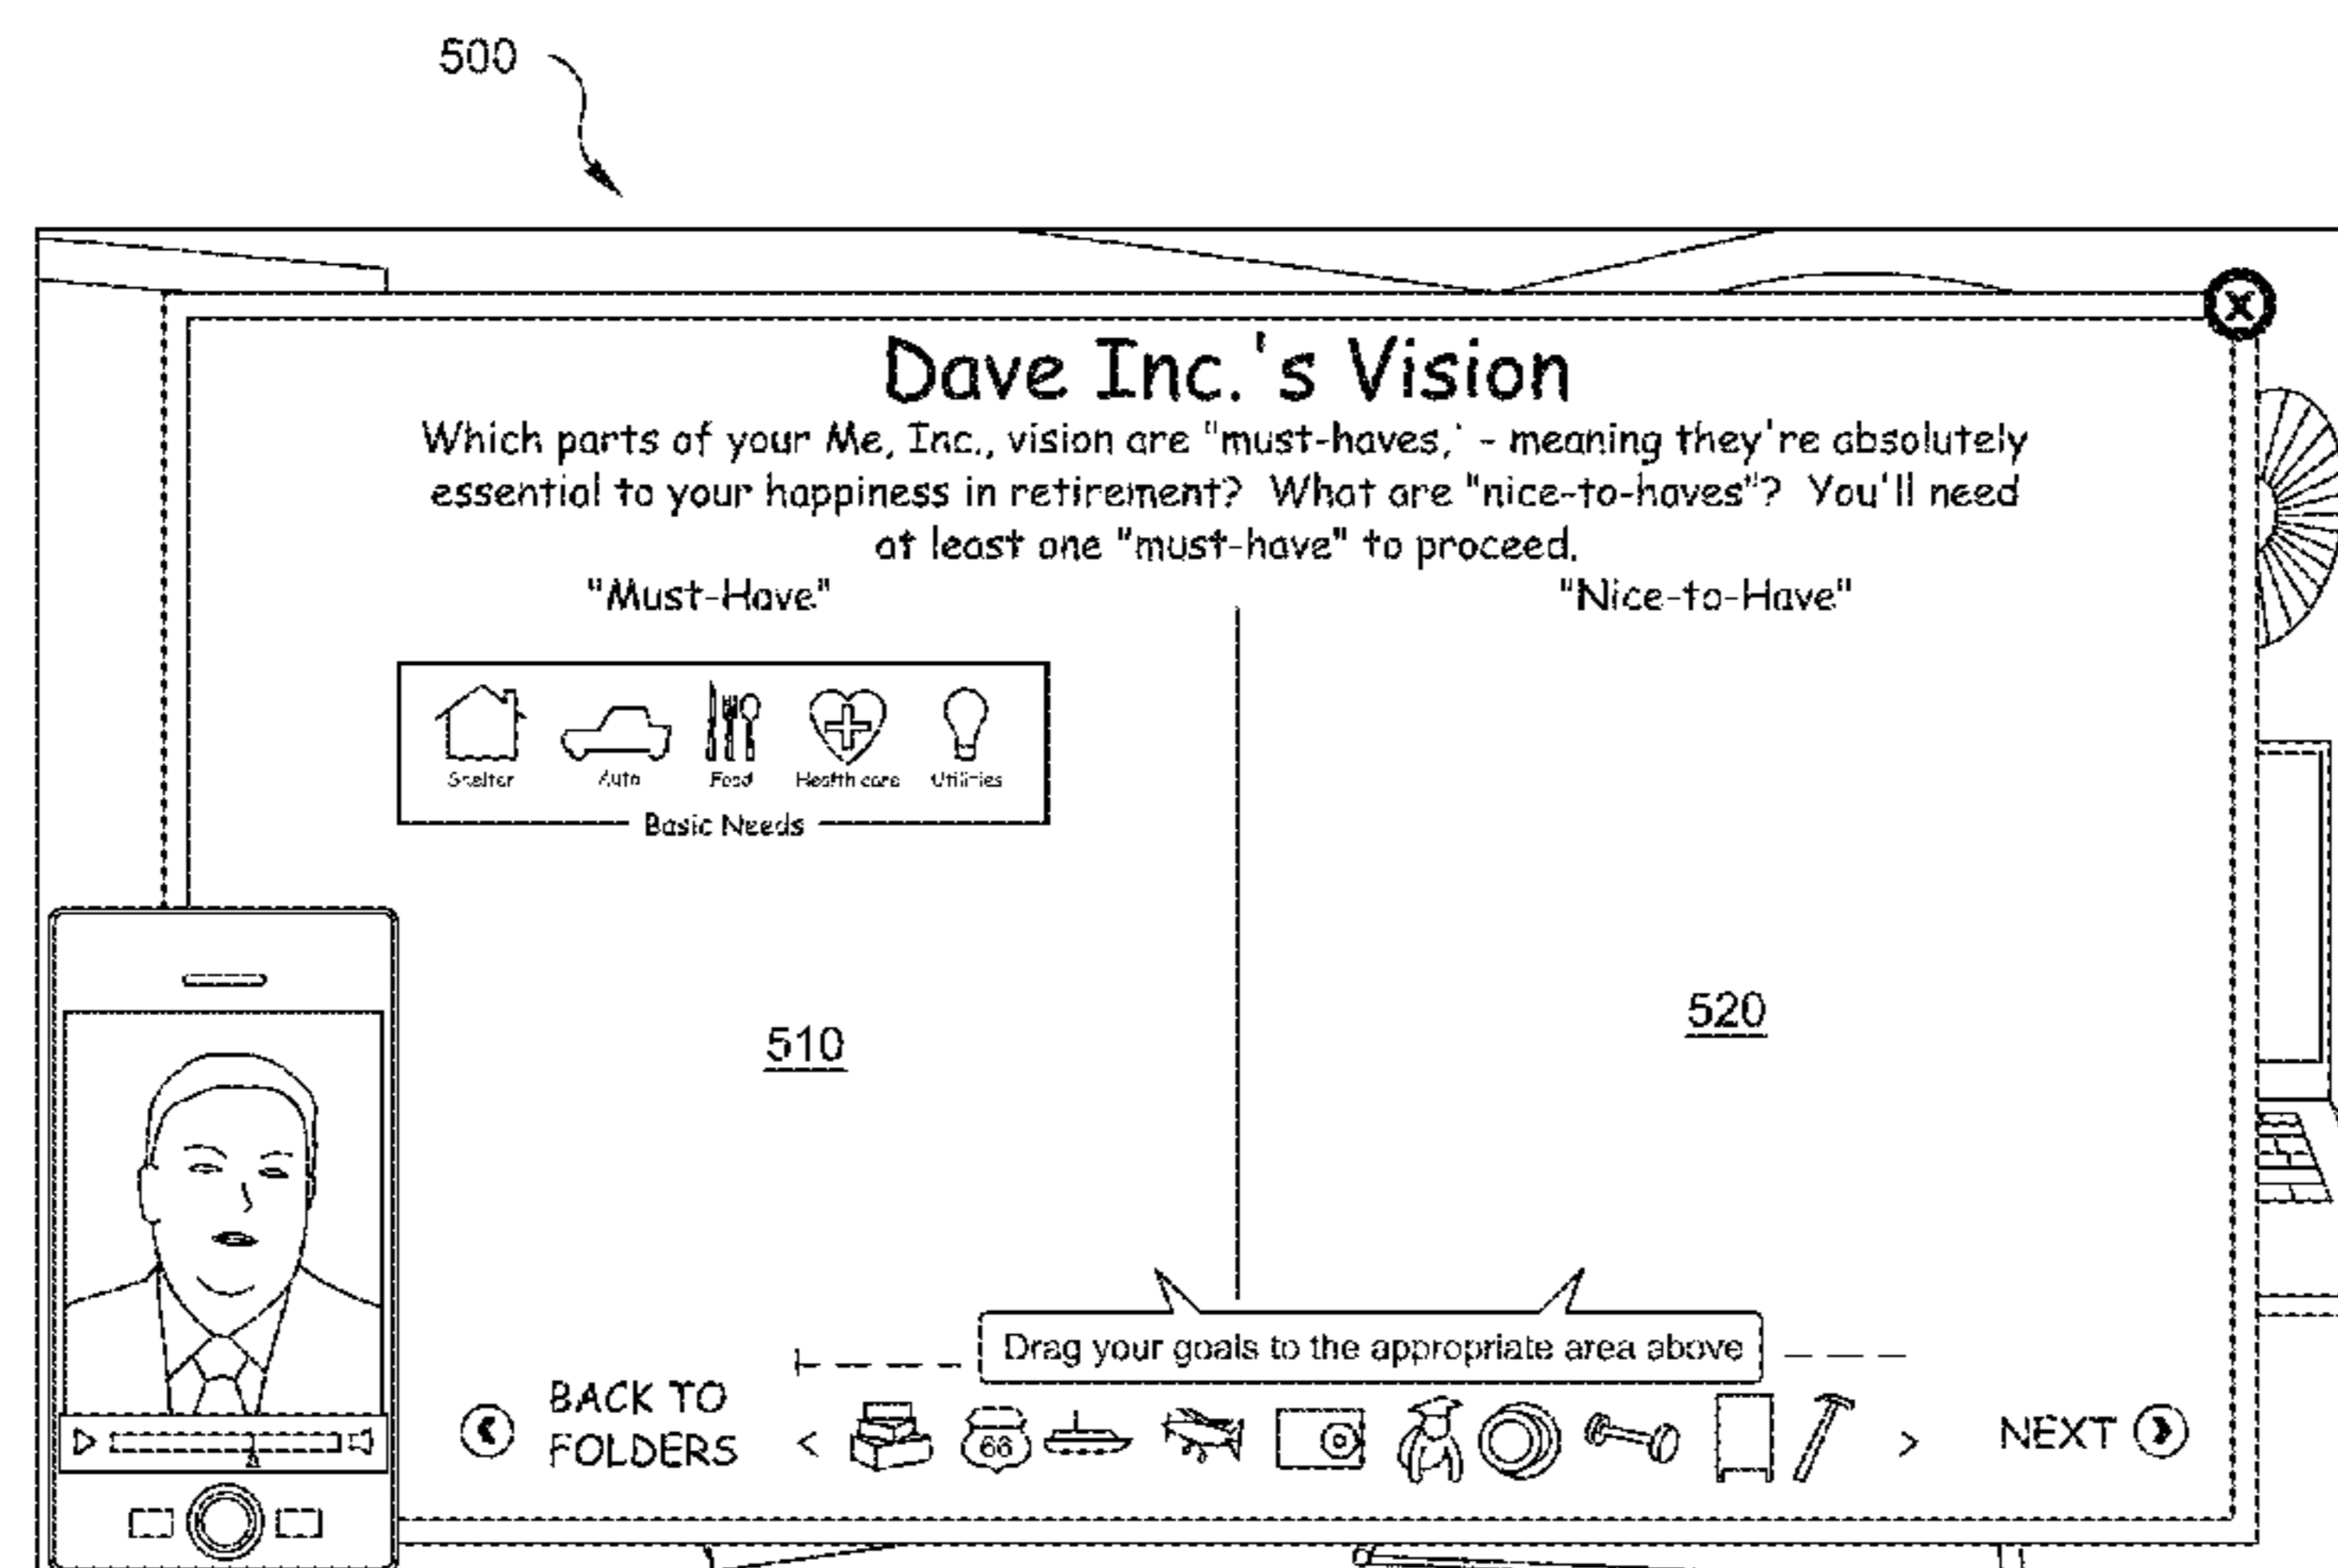 500
Dave Inc.'s Vision
Which parts of your Me, Inc., vision are "must-haves,' - meaning they're absolutely
essential to your happiness in retirement? What are "nice-to-haves"? You'll need
at least one "must-have" to proceed.
"Must-Have" "Nice-to-Have"
Shelter Auto Food Health care Utilities
Basic Needs
510 520
Drag your goals to the appropriate area above
BACK TO
FOLDERS
< 66 > NEXT